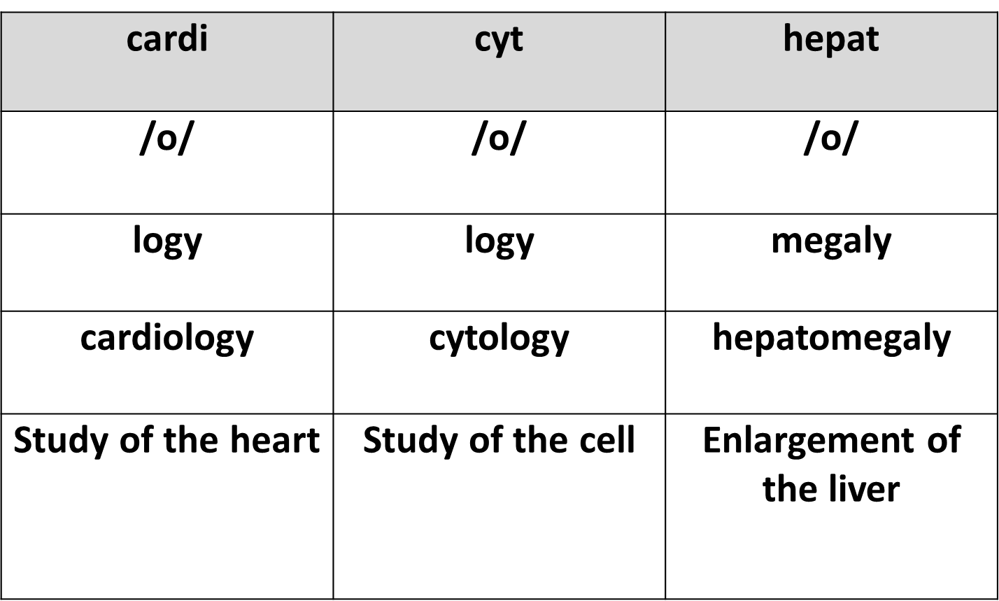 cardi cyt hepat
/o/ /o/ /o/
logy logy megaly
cardiology cytology hepatomegaly
Study of the heart Study of the cell Enlargement of
the liver